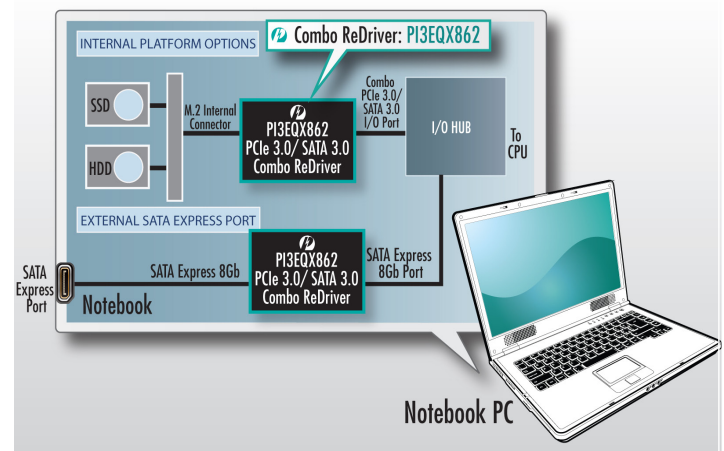 INTERNAL PLATFORM OPTIONS
Combo ReDriver: PI3EQX862
SSD
HDD
M.2 Internal
Connector
PI3EQX862
PCIe 3.0/ SATA 3.0
Combo ReDriver
Combo
PCIe 3.0/
SATA 3.0
I/O Port
I/O HUB
To
CPU
EXTERNAL SATA EXPRESS PORT
SATA
Express
Port
SATA Express 8Gb
PI3EQX862
PCIe 3.0/ SATA 3.0
Combo ReDriver
SATA Express
8Gb Port
Notebook
Notebook PC